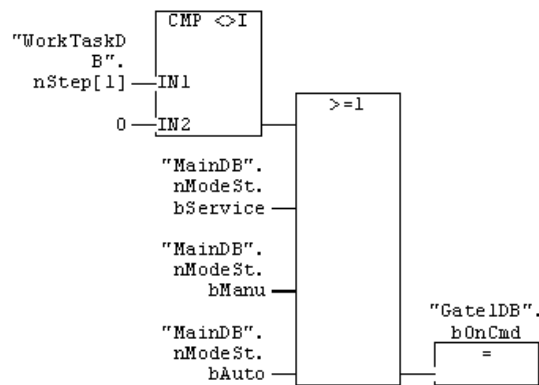 CMP <>I
"WorkTaskD
B".
nStep[1] IN1
0 IN2
>=1
"MainDB".
nModeSt.
bService
"MainDB".
nModeSt.
bManu
"MainDB".
nModeSt.
bAuto
"Gate1DB".
bOnCmd
=